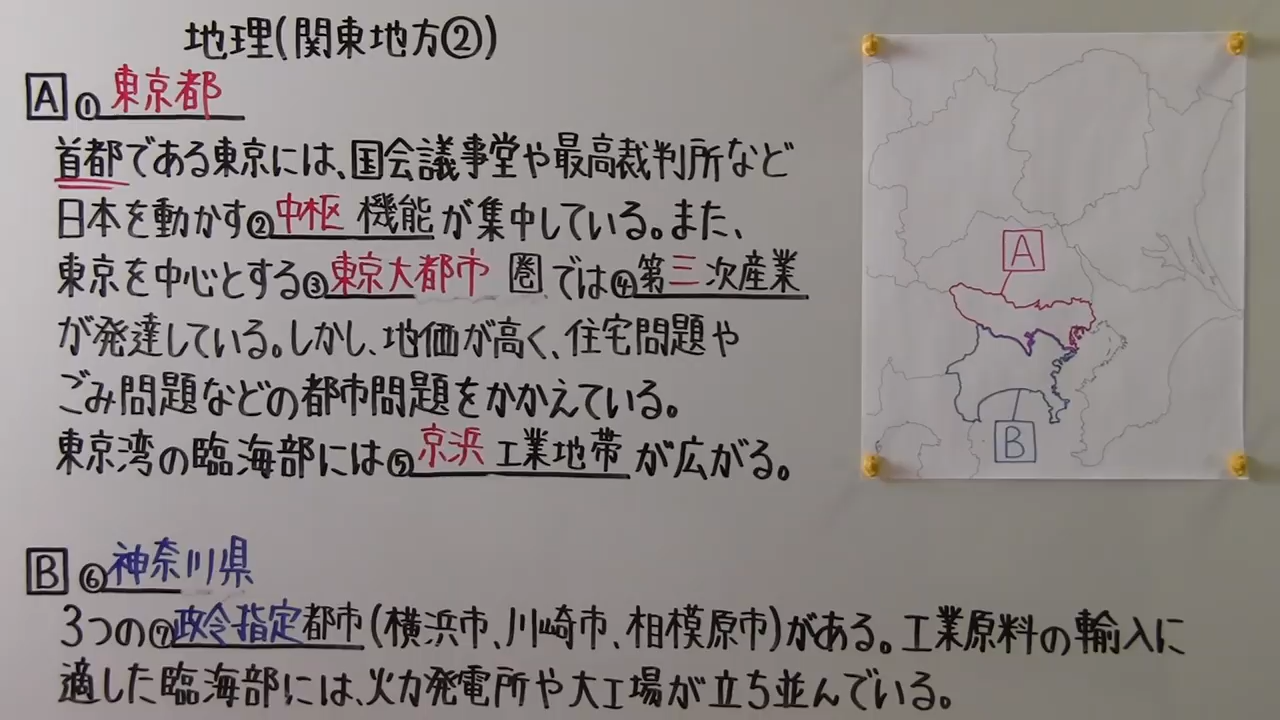 地理(関東地方②)
A ①東京都
首都である東京には、国会議事堂や最高裁判所など
日本を動かす②中枢機能が集中している。また、
東京を中心とする③東京大都市圏では④第三次産業
が発達している。しかし、地価が高く、住宅問題や
ごみ問題などの都市問題をかかえている。
東京湾の臨海部には⑤京浜工業地帯が広がる。
B ⑥神奈川県
3つの⑦政令指定都市(横浜市、川崎市、相模原市)がある。工業原料の輸入に
適した臨海部には、火力発電所や大工場が立ち並んでいる。
A
B